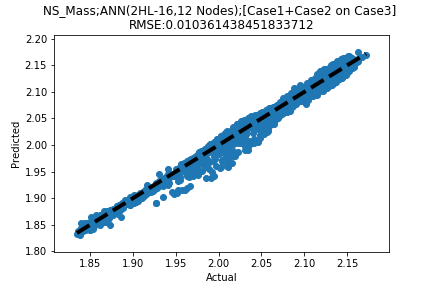 NS_Mass;ANN(2HL-16,12 Nodes);[Case1+Case2 on Case3]
RMSE:0.010361438451833712
2.20
2.15
2.10
2.05
2.00
1.95
1.90
1.85
1.80
Predicted
1.85 1.90 1.95 2.00 2.05 2.10 2.15
Actual